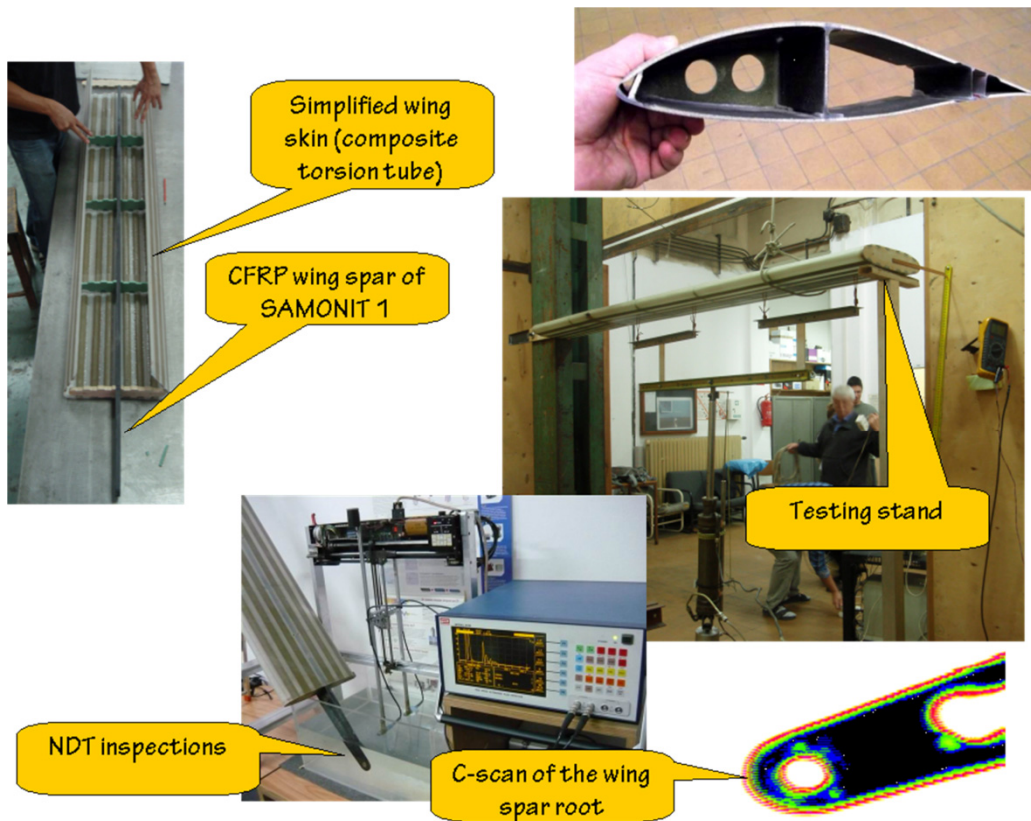 Simplified wing
skin (composite
torsion tube)
CFRP wing spar of
SAMONIT 1
Testing stand
NDT inspections
C-scan of the wing
spar root